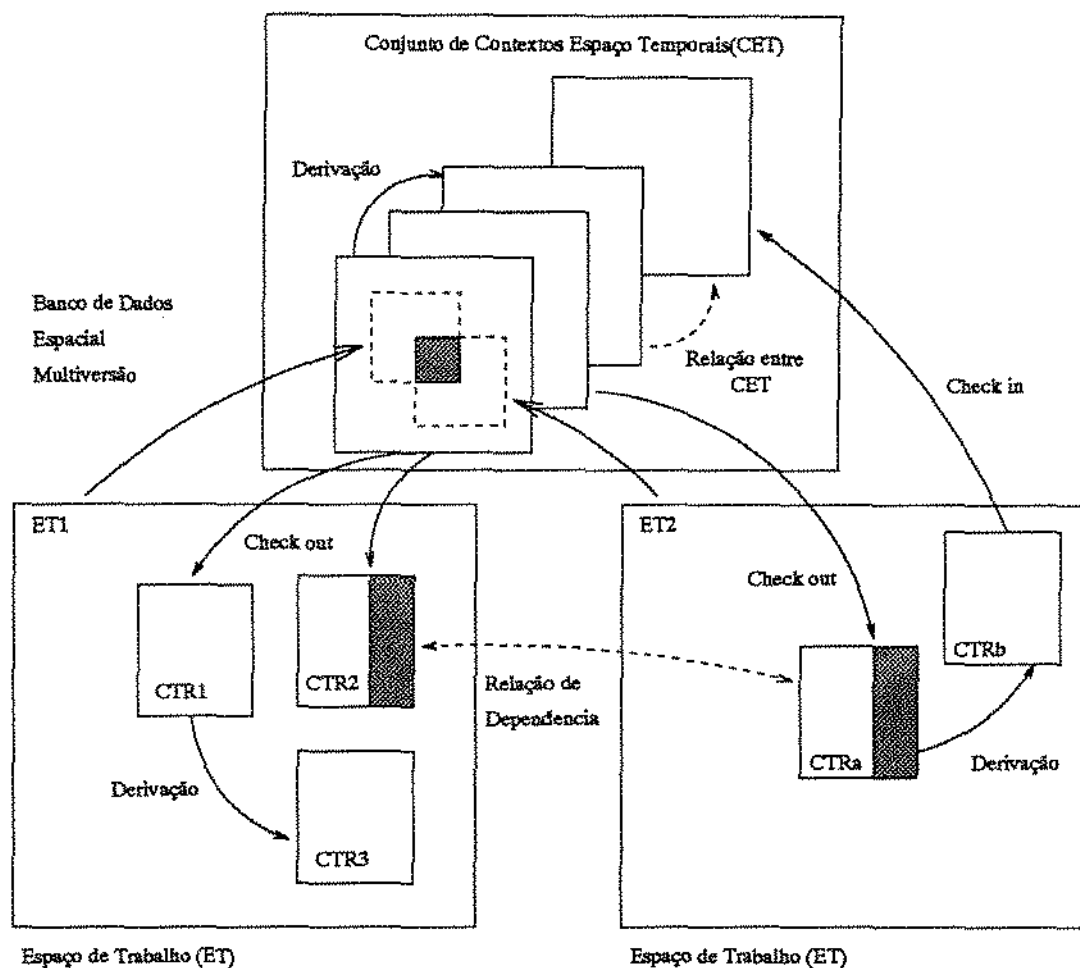 Conjunto de Contextos Espaço Temporais(CET)
Derivação
Banco de Dados
Espacial
Multiversão
Relação entre
CET
Check in
ET1
Check out
CTR1
CTR2
Derivação
CTR3
Relação de
Dependencia
ET2
Check out
CTRb
CTRa
Derivação
Espaço de Trabalho (ET)
Espaço de Trabalho (ET)